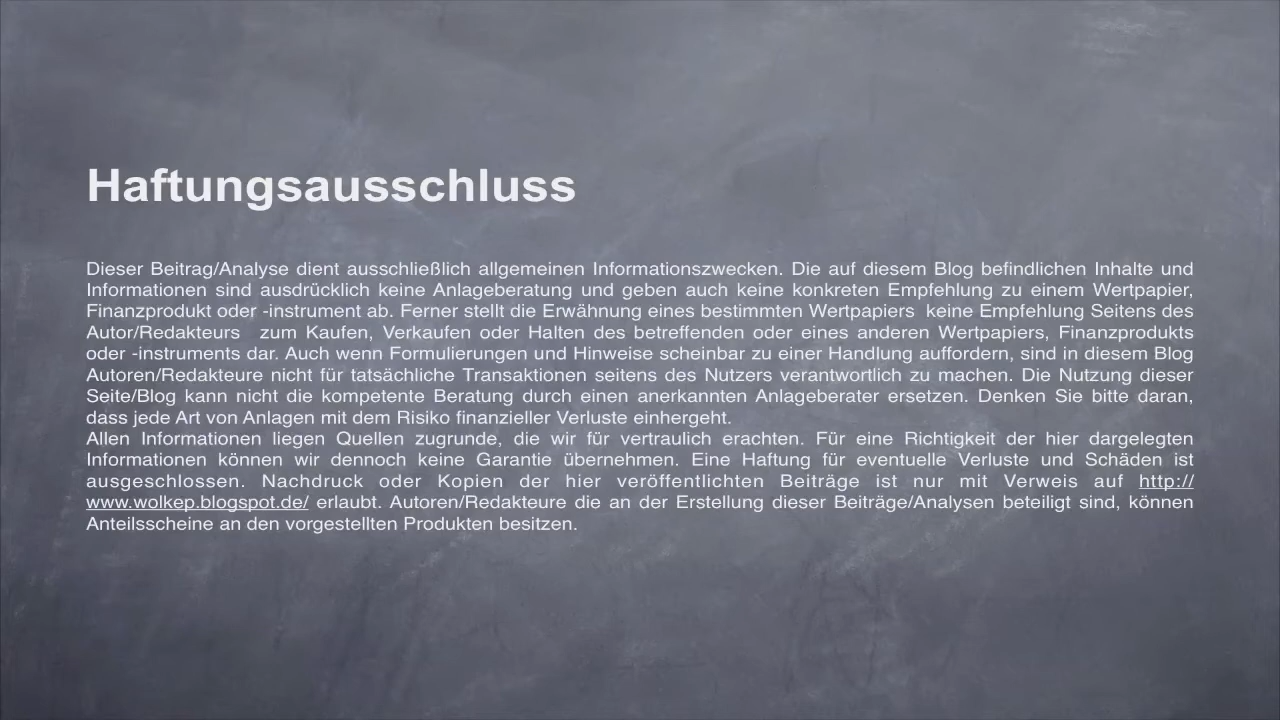 Haftungsausschluss
Dieser Beitrag/Analyse dient ausschließlich allgemeinen Informationszwecken. Die auf diesem Blog befindlichen Inhalte und
Informationen sind ausdrücklich keine Anlageberatung und geben auch keine konkreten Empfehlung zu einem Wertpapier,
Finanzprodukt oder -instrument ab. Ferner stellt die Erwähnung eines bestimmten Wertpapiers keine Empfehlung Seitens des
Autor/Redakteurs zum Kaufen, Verkaufen oder Halten des betreffenden oder eines anderen Wertpapiers, Finanzprodukts
oder -instruments dar. Auch wenn Formulierungen und Hinweise scheinbar zu einer Handlung auffordern, sind in diesem Blog
Autoren/Redakteure nicht für tatsächliche Transaktionen seitens des Nutzers verantwortlich zu machen. Die Nutzung dieser
Seite/Blog kann nicht die kompetente Beratung durch einen anerkannten Anlageberater ersetzen. Denken Sie bitte daran,
dass jede Art von Anlagen mit dem Risiko finanzieller Verluste einhergeht.
Allen Informationen liegen Quellen zugrunde, die wir für vertraulich erachten. Für eine Richtigkeit der hier dargelegten
Informationen können wir dennoch keine Garantie übernehmen. Eine Haftung für eventuelle Verluste und Schäden ist
ausgeschlossen. Nachdruck oder Kopien der hier veröffentlichten Beiträge ist nur mit Verweis auf http://
www.wolkep.blogspot.de/ erlaubt. Autoren/Redakteure die an der Erstellung dieser Beiträge/Analysen beteiligt sind, können
Anteilsscheine an den vorgestellten Produkten besitzen.